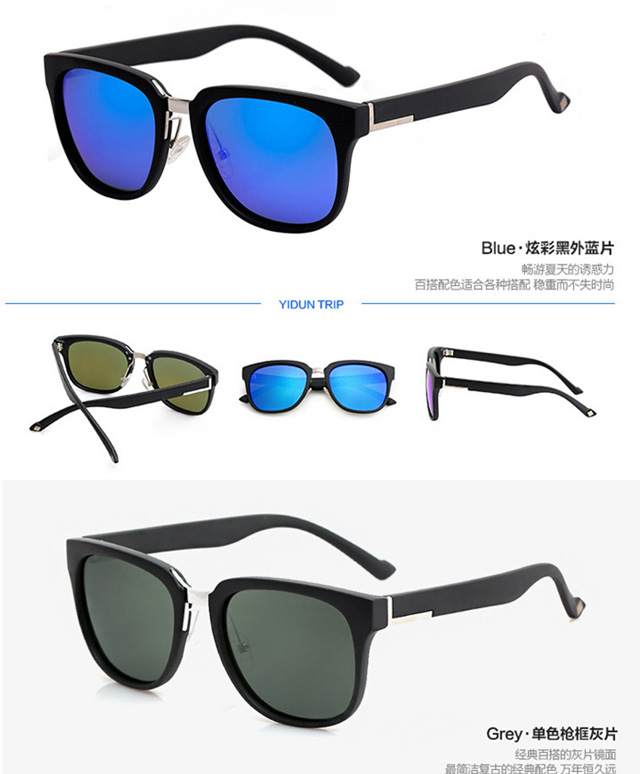 Blue·炫彩黑外蓝片
畅游夏天的诱惑力
百搭配色适合各种搭配 稳重而不失时尚
YIDUN TRIP
Grey·单色枪框灰片
经典百搭的灰片镜面
最简洁复古的经典配色 万年恒久远